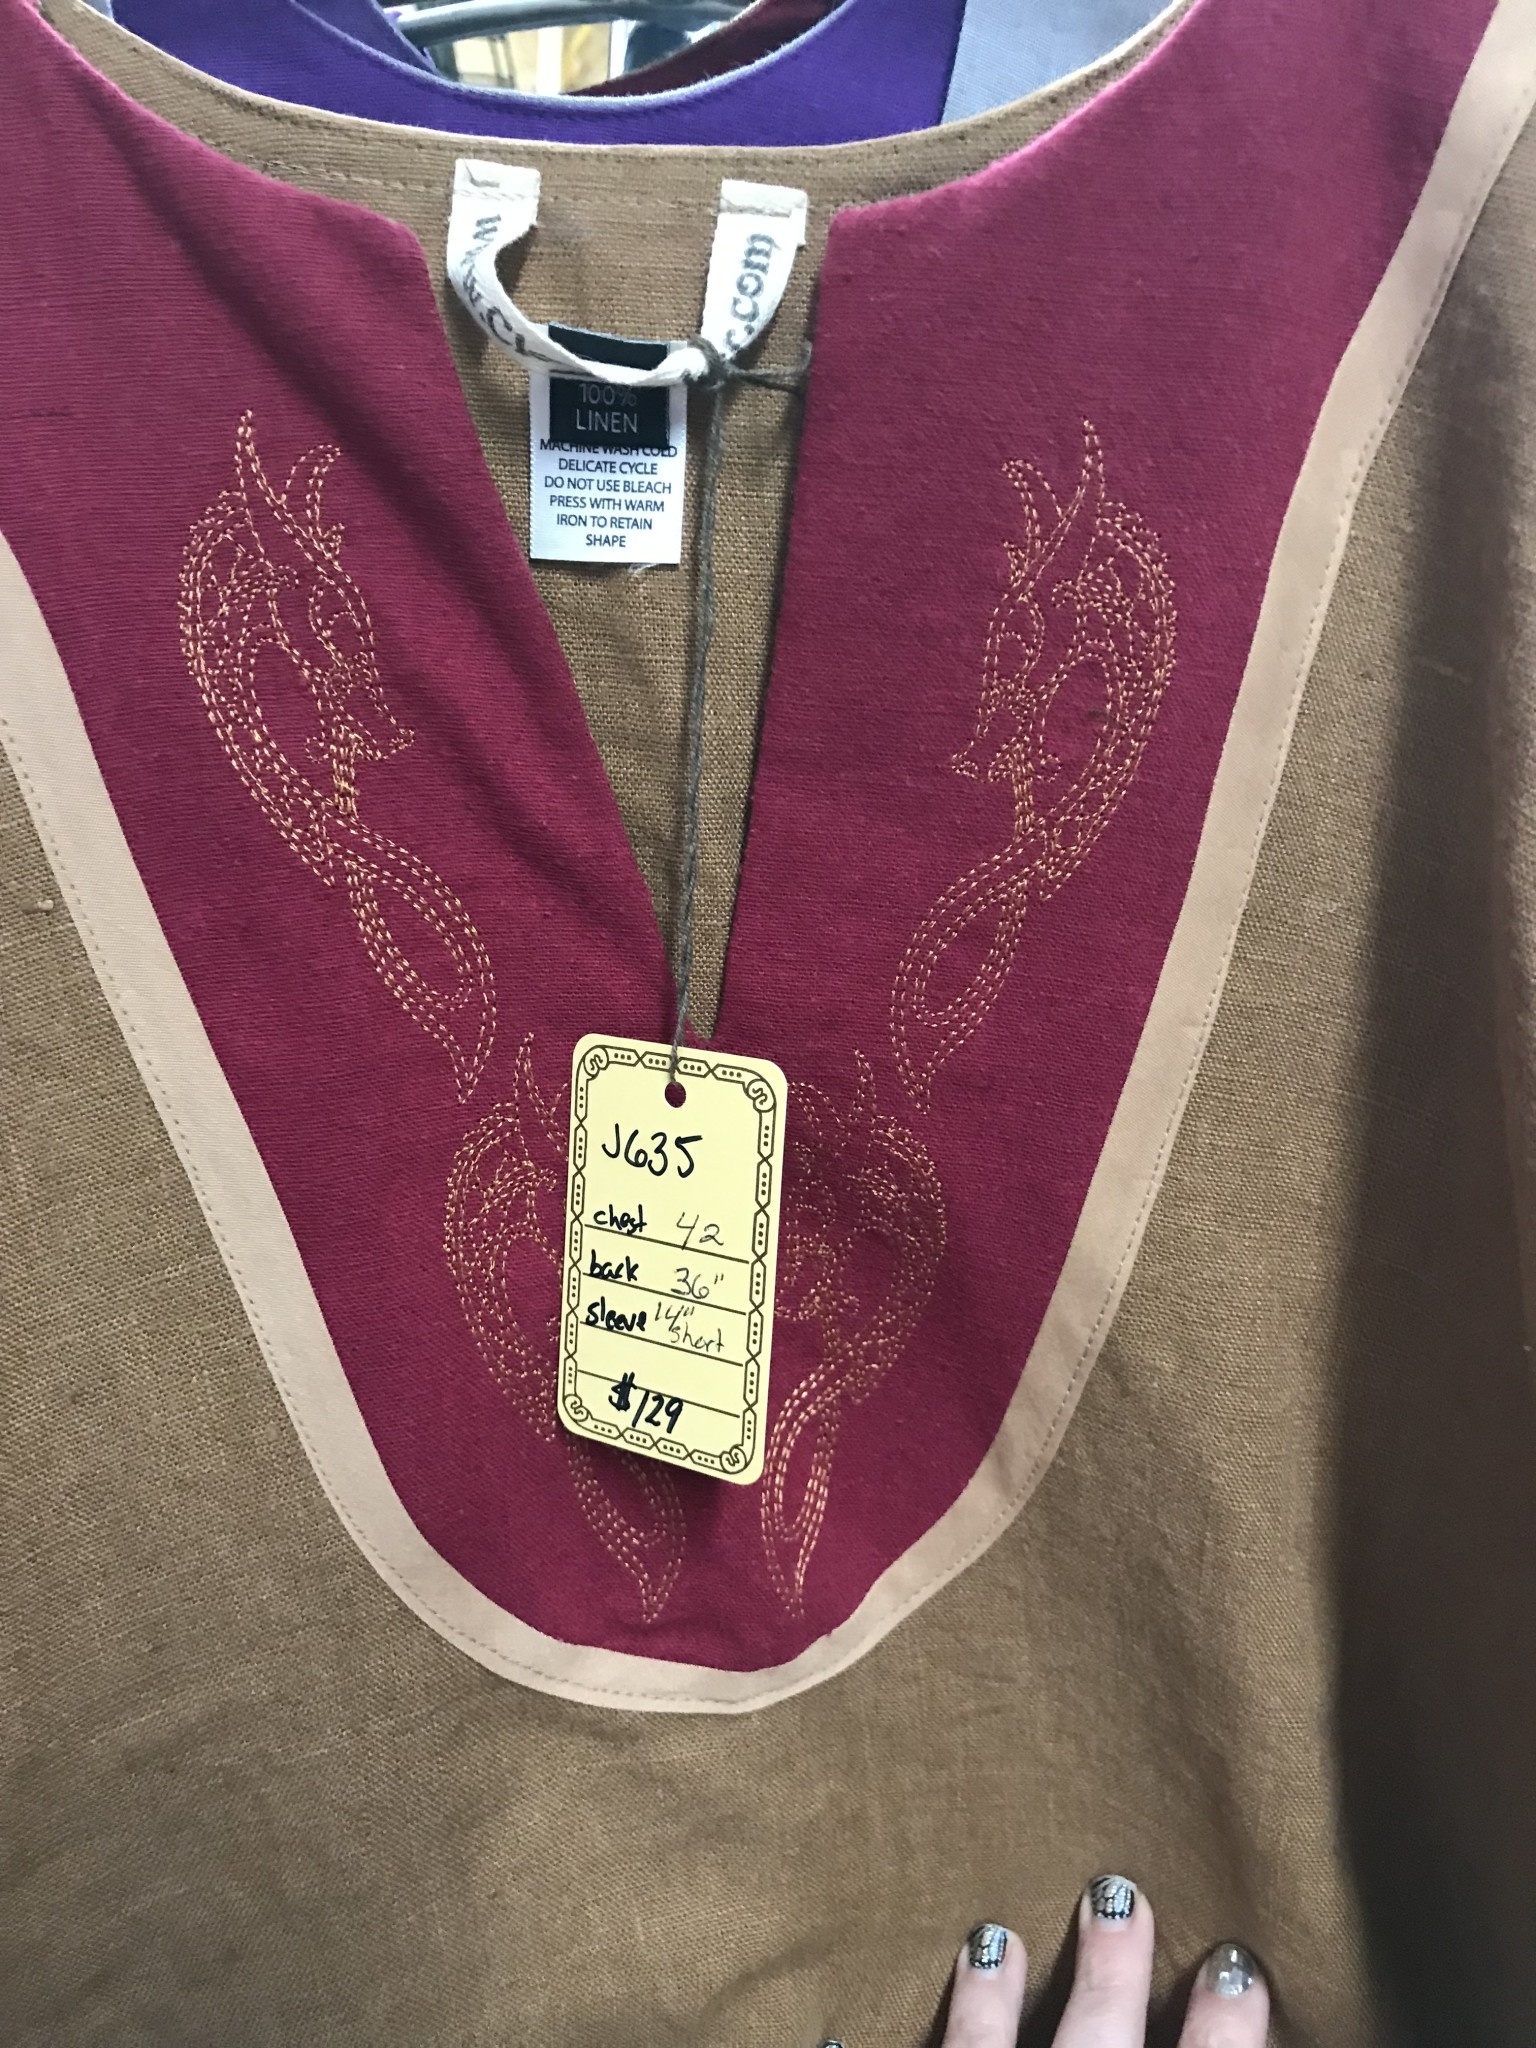 100%
LINEN
MACHINE WASH COLD
DELICATE CYCLE
DO NOT USE BLEACH
PRESS WITH WARM
IRON TO RETAIN
SHAPE
J635
chest 42
back 36"
sleeve 14"
short
$129